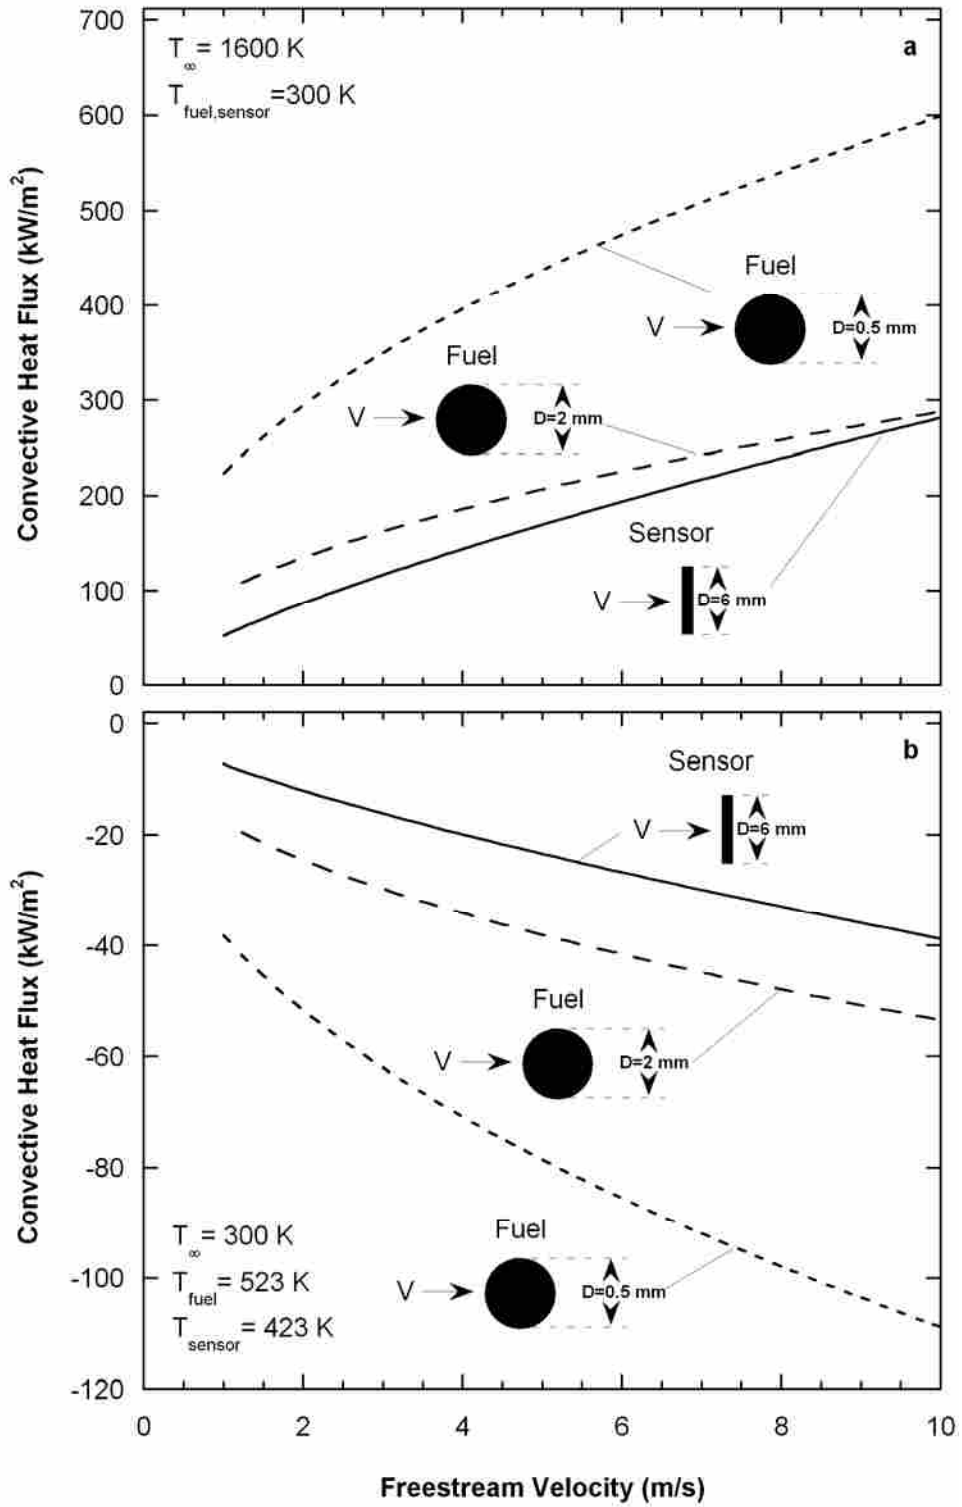 700
600
500
400
300
200
100
0
Convective Heat Flux (kW/m²)
a
T∞= 1600 K
Tfuel,sensor=300 K
Fuel
V
D=0.5 mm
Fuel
V
D=2 mm
Sensor
V
D=6 mm
0
-20
-40
-60
-80
-100
-120
Convective Heat Flux (kW/m²)
b
Sensor
V
D=6 mm
Fuel
V
D=2 mm
Fuel
V
D=0.5 mm
T∞= 300 K
Tfuel= 523 K
Tsensor= 423 K
0 2 4 6 8 10
Freestream Velocity (m/s)